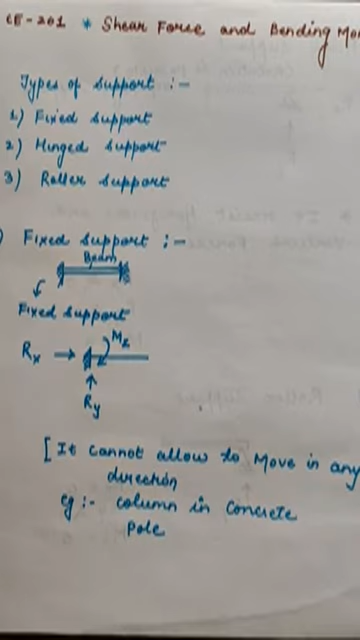 CE-201 * Shear Force and Bending Mo
Types of Support :-
1) Fixed Support
2) Hinged Support
3) Roller Support
) Fixed Support :-
Beam
Fixed Support
Rx → Mz
Ry
[ It cannot allow to Move in any
direction
eg :- column in Concrete
Pole